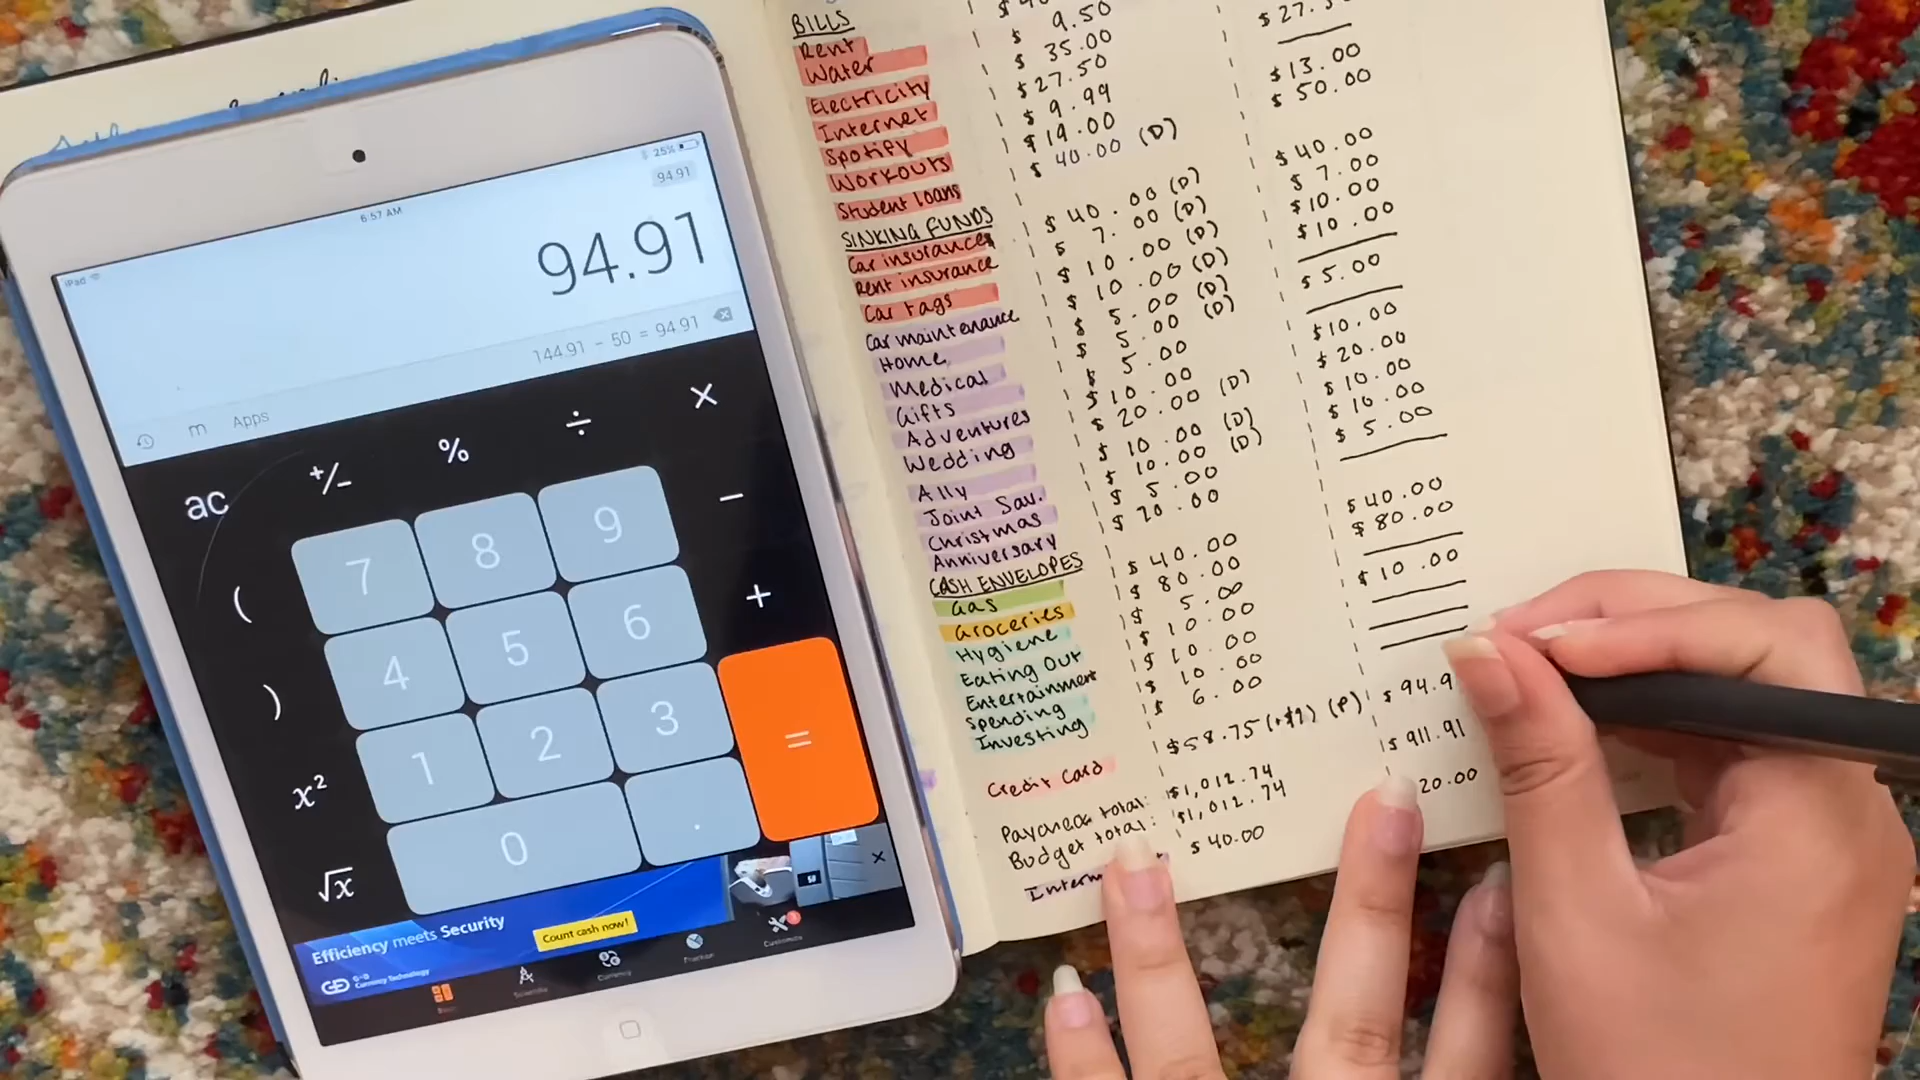 iPad
6:57 AM
25%
94.91
94.91
144.91 − 50 = 94.91
m Apps
ac +/- % ÷ ×
( 7 8 9 −
) 4 5 6 +
x² 1 2 3 =
√x 0 .
Efficiency meets Security
Count cash now!
Currency Technology
Currency
Customize
BILLS
Rent
Water
Electricity
Internet
Spotify
Workouts
Student loans
SINKING FUNDS
Car insurance
Rent insurance
Car tags
Car maintenance
Home
Medical
Gifts
Adventures
Wedding
Ally
Joint Sav.
Christmas
Anniversary
CASH ENVELOPES
Gas
Groceries
Hygiene
Eating Out
Entertainment
Spending
Investing
Credit Card
Paycheck total:
Budget total:
$ 9.50
$ 35.00
$27.50
$ 9.99
$19.00
$ 40.00 (D)
$ 40.00 (D)
$ 7.00 (D)
$ 10.00 (D)
$ 10.00 (D)
$ 5.00 (D)
$ 5.00 (D)
$ 5.00
$10.00
$20.00 (D)
$ 10.00 (D)
$ 10.00 (D)
$ 5.00
$ 20.00
$ 40.00
$ 80.00
$ 5.00
$ 10.00
$ 10.00
$ 10.00
$ 6.00
$58.75 (+$9) (P)
$1,012.74
$1,012.74
$ 40.00
$13.00
$ 50.00
$ 40.00
$ 7.00
$10.00
$10.00
$ 5.00
$10.00
$ 20.00
$ 10.00
$ 10.00
$ 5.00
$ 40.00
$ 80.00
$ 10.00
$ 94.9
$ 911.91
20.00